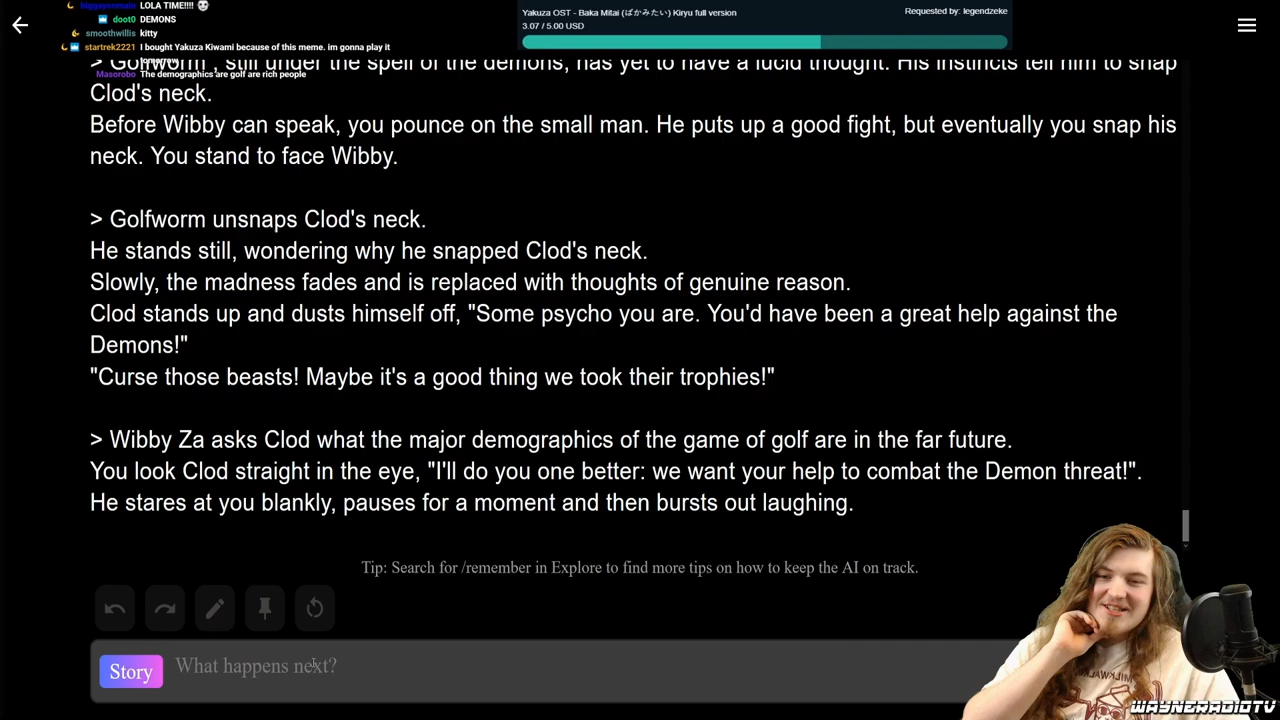 bigpayonmain LOLA TIME!!!!
doot0 DEMONS
smoothwillis kitty
startrek2221 I bought Yakuza Kiwami because of this meme. im gonna play it
tomorrow
Masorobo The demographics are golf are rich people
Yakuza OST - Baka Mitai (ばかみたい) Kiryu full version
Requested by: legendzeke
3.07 / 5.00 USD
> Golfworm , still under the spell of the demons, has yet to have a lucid thought. His instincts tell him to snap
Clod's neck.
Before Wibby can speak, you pounce on the small man. He puts up a good fight, but eventually you snap his
neck. You stand to face Wibby.
> Golfworm unsnaps Clod's neck.
He stands still, wondering why he snapped Clod's neck.
Slowly, the madness fades and is replaced with thoughts of genuine reason.
Clod stands up and dusts himself off, "Some psycho you are. You'd have been a great help against the
Demons!"
"Curse those beasts! Maybe it's a good thing we took their trophies!"
> Wibby Za asks Clod what the major demographics of the game of golf are in the far future.
You look Clod straight in the eye, "I'll do you one better: we want your help to combat the Demon threat!".
He stares at you blankly, pauses for a moment and then bursts out laughing.
Tip: Search for /remember in Explore to find more tips on how to keep the AI on track.
Story
What happens next?
WAYNERADIOTV